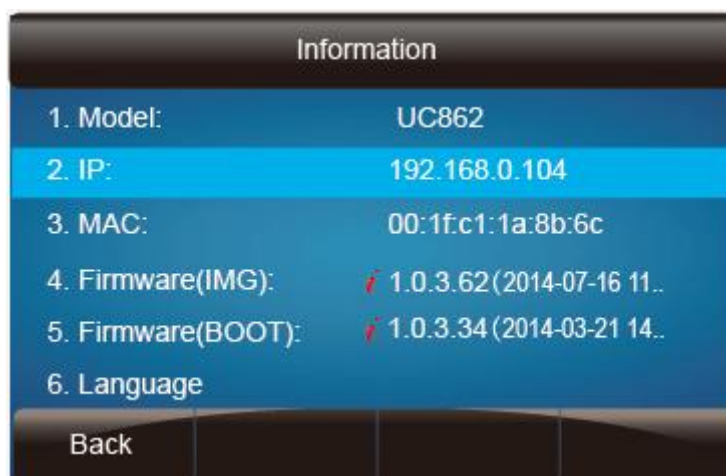 Information
1. Model: UC862
2. IP: 192.168.0.104
3. MAC: 00:1f:c1:1a:8b:6c
4. Firmware(IMG): i 1.0.3.62(2014-07-16 11..
5. Firmware(BOOT): i 1.0.3.34(2014-03-21 14..
6. Language
Back